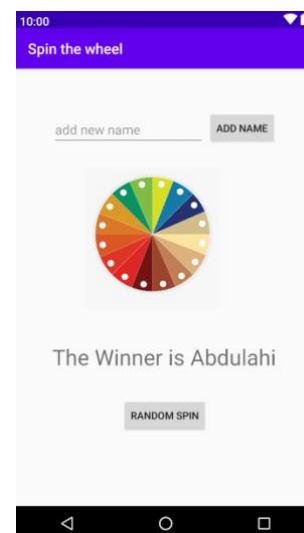 10:00
Spin the wheel
add new name
ADD NAME
The Winner is Abdulahi
RANDOM SPIN